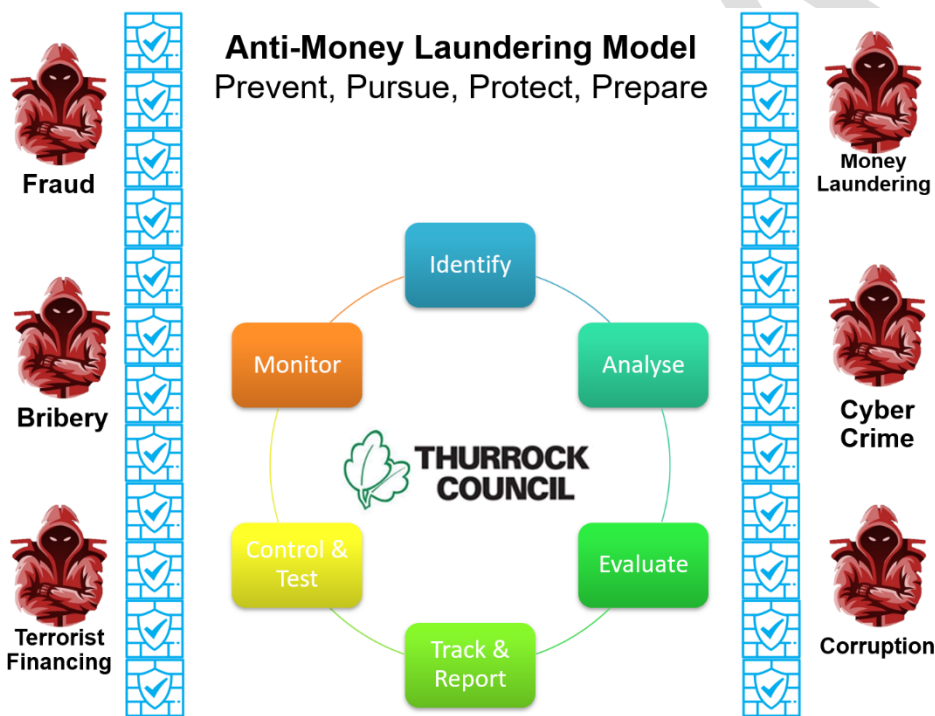 Anti-Money Laundering Model
Prevent, Pursue, Protect, Prepare
Fraud
Bribery
Terrorist
Financing
Identify
Analyse
Evaluate
Track &
Report
Control &
Test
Monitor
THURROCK
COUNCIL
Money
Laundering
Cyber
Crime
Corruption